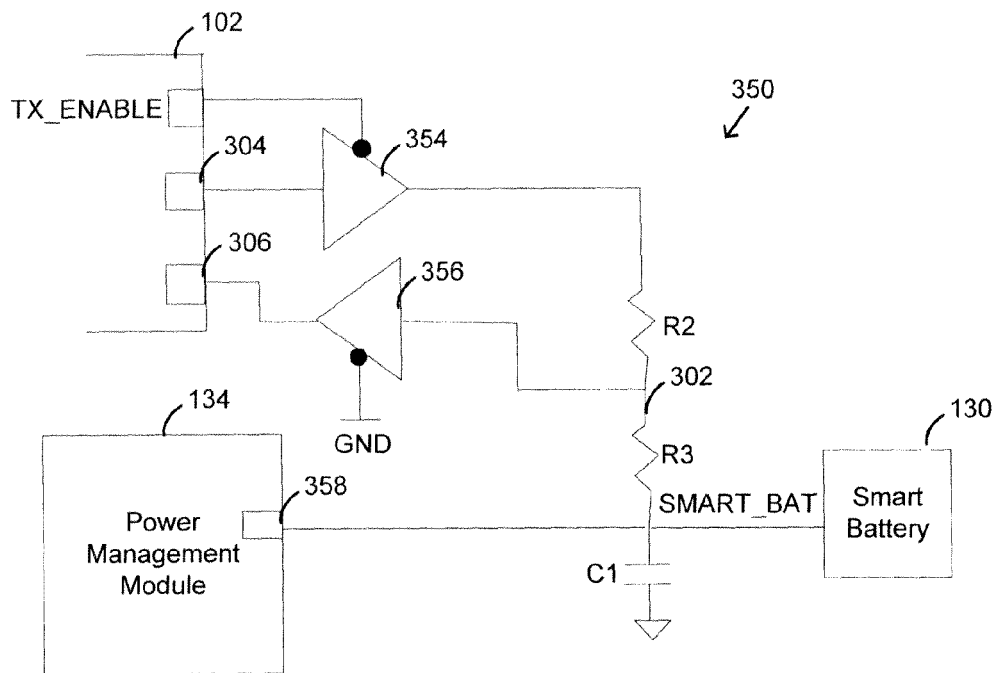 102
TX_ENABLE
304
306
354
356
350
R2
302
R3
GND
134
358
Power
Management
Module
SMART_BAT
C1
130
Smart
Battery